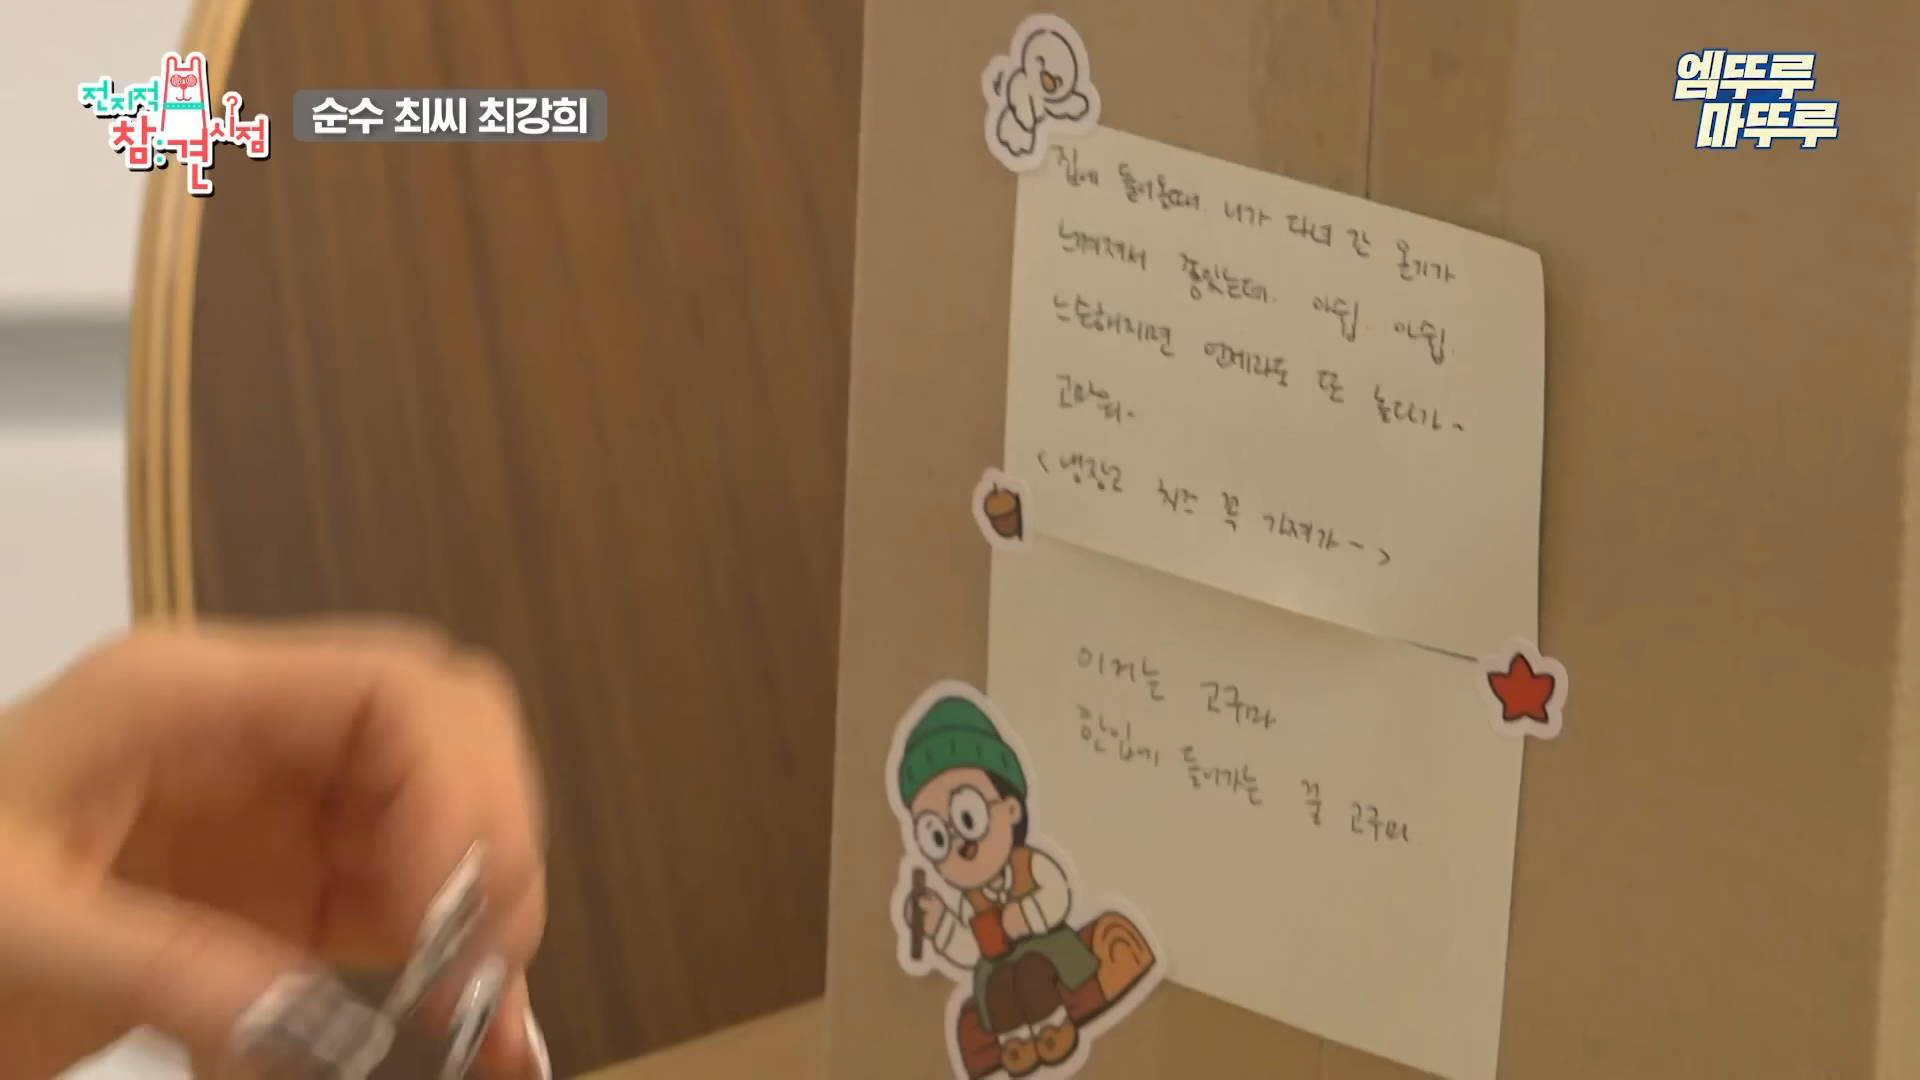 전지적
참견 시점
순수 최씨 최강희
엠뚜루
마뚜루
집에 들어올때. 너가 다녀 간 온기가
느껴져서 좋았는데. 아쉽. 아쉽.
느슨해지면 언제라도 또 놀다가~
고마워~
<냉장고 치즈 꼭 가져가~>
이거는 고구마
한입에 들어가는 꿀 고구마